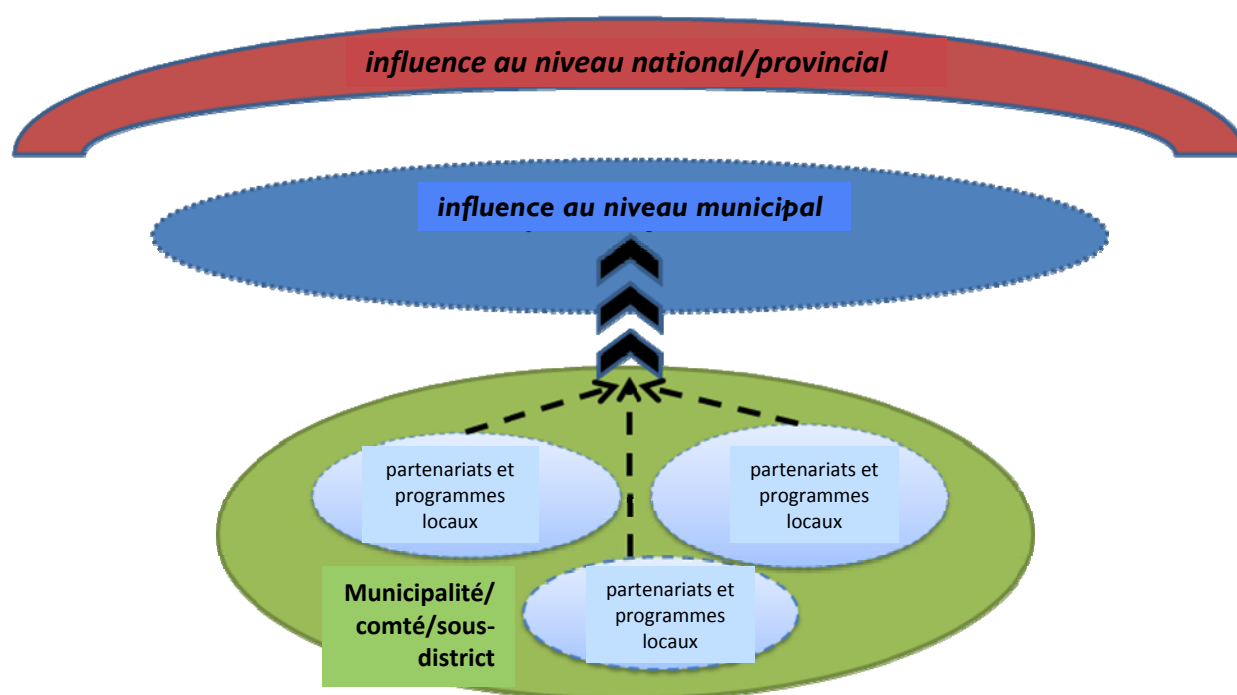 influence au niveau national/provincial
influence au niveau municipal
partenariats et
programmes
locaux
partenariats et
programmes
locaux
Municipalité/
comté/sous-
district
partenariats et
programmes
locaux